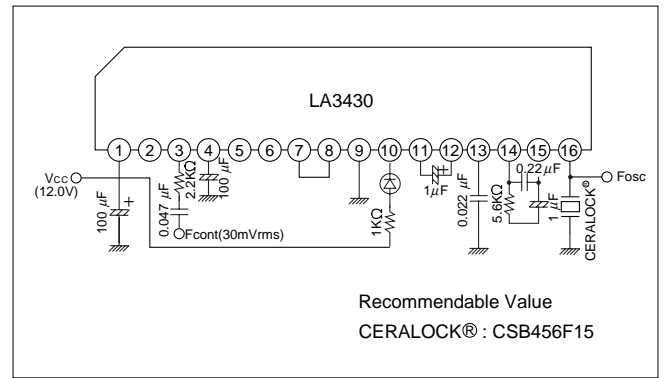 LA3430
1 2 3 4 5 6 7 8 9 10 11 12 13 14 15 16
Vcc
(12.0V)
100 μF
+
0.047 μF
2.2KΩ
100 μF
Fcont(30mVrms)
1KΩ
1μF
+
0.022 μF
5.6KΩ
0.22μF
1 μF
CERALOCK®
Fosc
Recommendable Value
CERALOCK® : CSB456F15